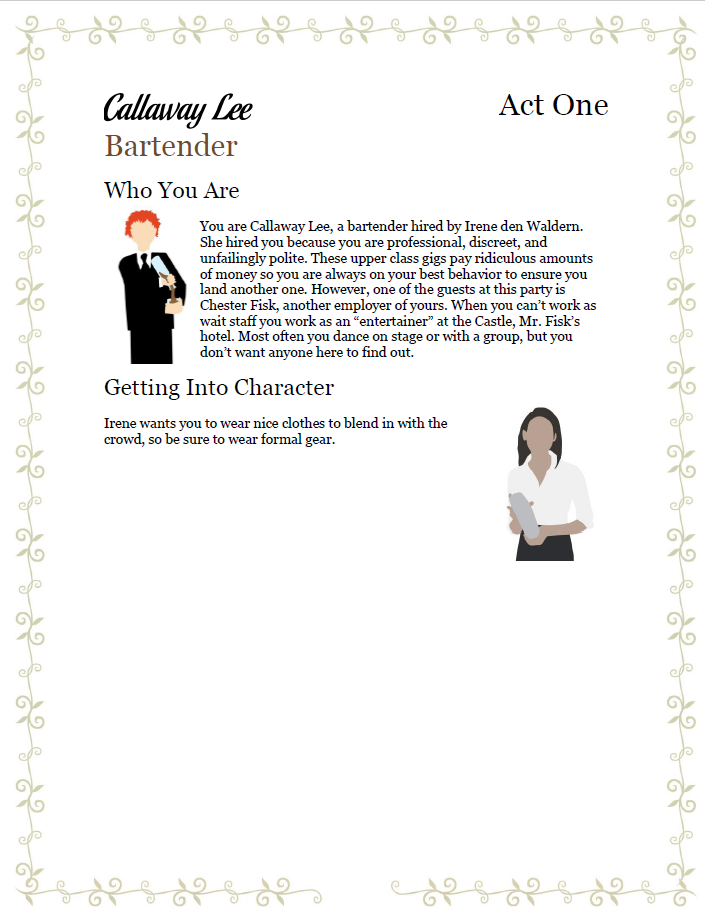 Callaway Lee
Act One
Bartender
Who You Are
You are Callaway Lee, a bartender hired by Irene den Waldern.
She hired you because you are professional, discreet, and
unfailingly polite. These upper class gigs pay ridiculous amounts
of money so you are always on your best behavior to ensure you
land another one. However, one of the guests at this party is
Chester Fisk, another employer of yours. When you can’t work as
wait staff you work as an “entertainer” at the Castle, Mr. Fisk’s
hotel. Most often you dance on stage or with a group, but you
don’t want anyone here to find out.
Getting Into Character
Irene wants you to wear nice clothes to blend in with the
crowd, so be sure to wear formal gear.